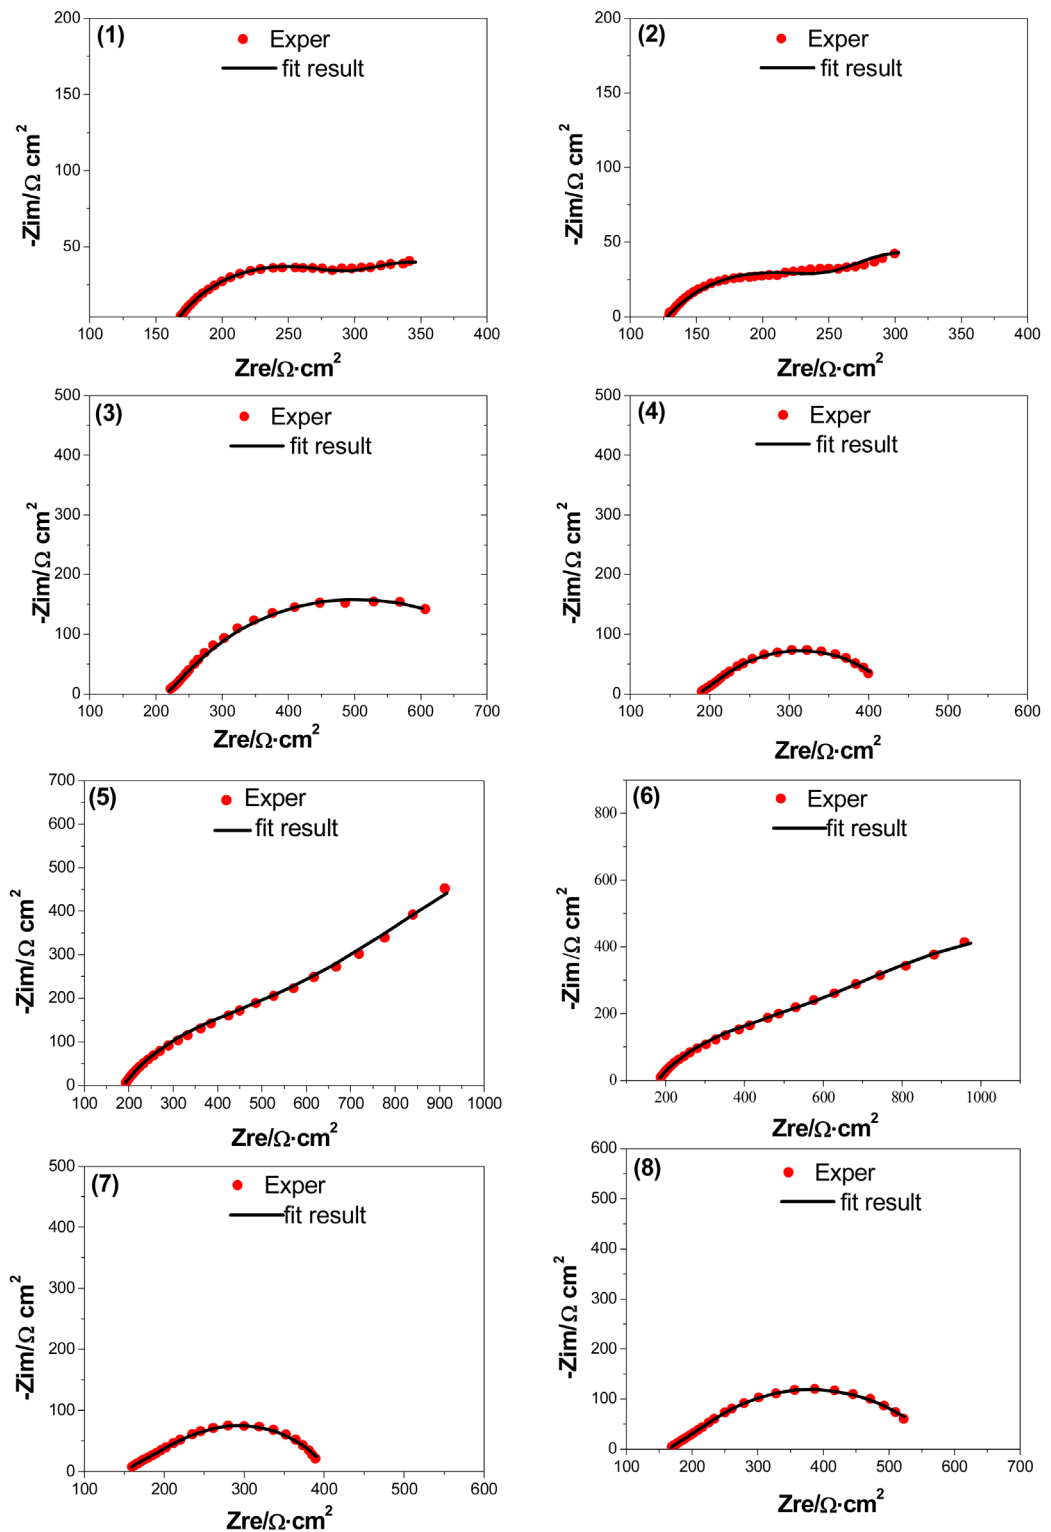 (1)
Exper
fit result
200
150
100
50
100 150 200 250 300 350 400
-Zim/Ω cm²
Zre/Ω·cm²
(2)
Exper
fit result
200
150
100
50
0
100 150 200 250 300 350 400
-Zim/Ω cm²
Zre/Ω·cm²
(3)
Exper
fit result
500
400
300
200
100
0
100 200 300 400 500 600 700
-Zim/Ω cm²
Zre/Ω·cm²
(4)
Exper
fit result
500
400
300
200
100
0
100 200 300 400 500 600
-Zim/Ω cm²
Zre/Ω·cm²
(5)
Exper
fit result
700
600
500
400
300
200
100
0
100 200 300 400 500 600 700 800 900 1000
-Zim/Ω cm²
Zre/Ω·cm²
(6)
Exper
fit result
800
600
400
200
0
200 400 600 800 1000
-Zim/Ω cm²
Zre/Ω·cm²
(7)
Exper
fit result
500
400
300
200
100
0
100 200 300 400 500 600
-Zim/Ω cm²
Zre/Ω·cm²
(8)
Exper
fit result
600
500
400
300
200
100
0
100 200 300 400 500 600 700
-Zim/Ω cm²
Zre/Ω·cm²